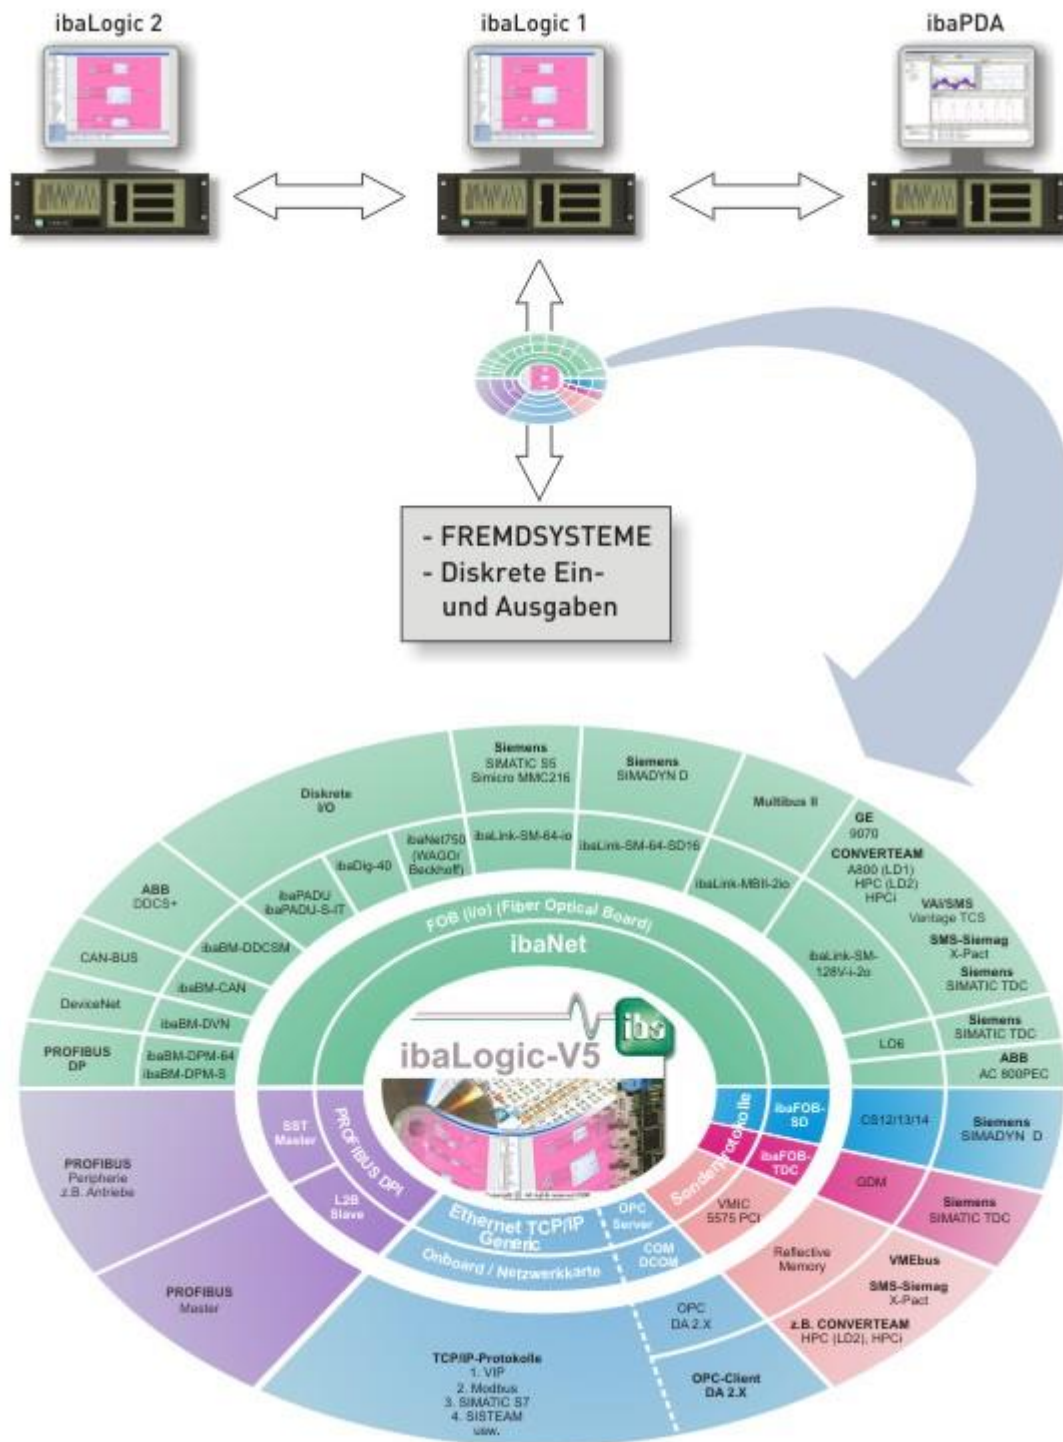 ibaLogic 2
ibaLogic 1
ibaPDA
- FREMDSYSTEME
- Diskrete Ein-
und Ausgaben
Siemens
SIMATIC S5
Simicro MMC216
Siemens
SIMADYN D
Diskrete
I/O
Multibus II
GE
9070
CONVERTEAM
A800 (LD1)
HPC (LD2)
HPCi
VAI/SMS
Vantage TCS
SMS-Siemag
X-Pact
Siemens
SIMATIC TDC
Siemens
SIMATIC TDC
ABB
AC 800PEC
ABB
DDCS+
CAN-BUS
DeviceNet
PROFIBUS
DP
ibaNet750
(WAGO/
Beckhoff)
ibaLink-SM-64-io
ibaLink-SM-64-SD16
ibaLink-MBII-2io
ibaDig-40
ibaPADU
ibaPADU-S-IT
ibaBM-DDCSM
ibaBM-CAN
ibaBM-DVN
ibaBM-DPM-64
ibaBM-DPM-S
ibaLink-SM-
128V-i-2o
LO6
FOB (i/o) (Fiber Optical Board)
ibaNet
iba
ibaLogic-V5
SST
Master
PROFIBUS DPI
L2B
Slave
PROFIBUS
Peripherie
z.B. Antriebe
PROFIBUS
Master
Sonderprotokolle
ibaFOB-
SD
ibaFOB-
TDC
CS12/13/14
Siemens
SIMADYN D
GDM
Siemens
SIMATIC TDC
VMIC
5575 PCI
Reflective
Memory
VMEbus
SMS-Siemag
X-Pact
z.B. CONVERTEAM
HPC (LD2), HPCi
Ethernet TCP/IP
Generic
OPC
Server
Onboard / Netzwerkkarte
COM
DCOM
OPC
DA 2.X
OPC-Client
DA 2.X
TCP/IP-Protokolle
1. VIP
2. Modbus
3. SIMATIC S7
4. SISTEAM
usw.